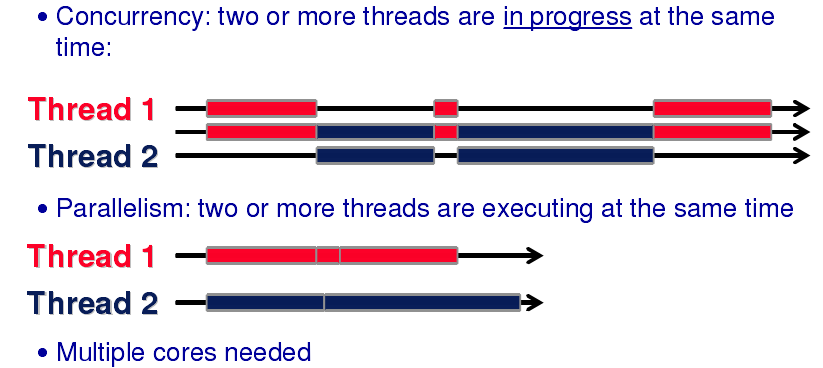 • Concurrency: two or more threads are in progress at the same
time:
Thread 1
Thread 2
• Parallelism: two or more threads are executing at the same time
Thread 1
Thread 2
• Multiple cores needed